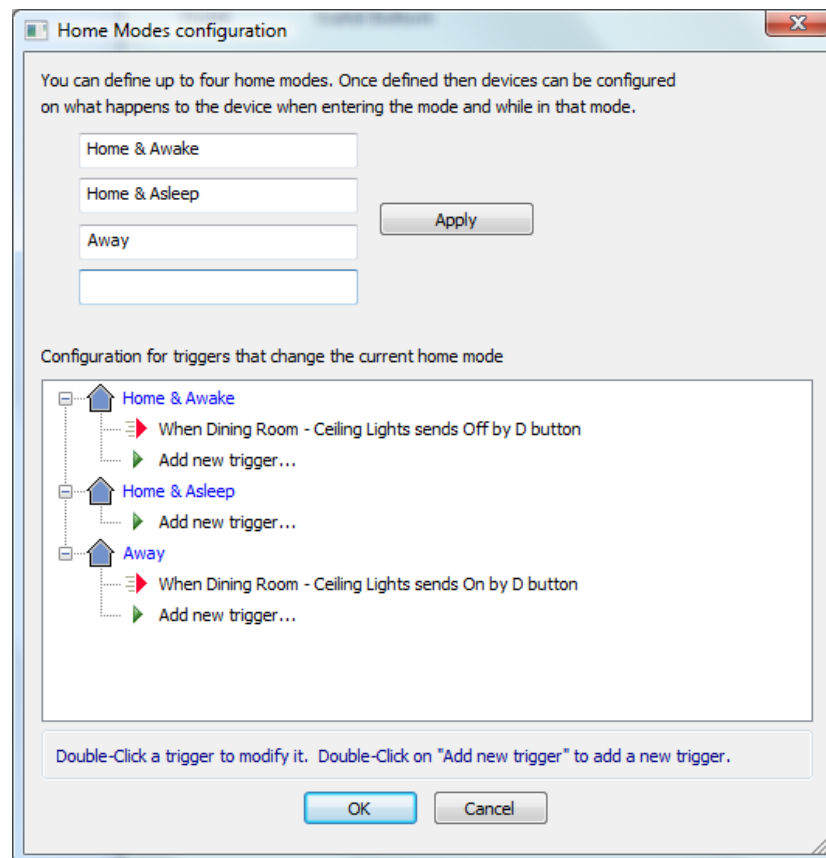 Home Modes configuration
You can define up to four home modes. Once defined then devices can be configured
on what happens to the device when entering the mode and while in that mode.
Home & Awake
Home & Asleep
Apply
Away
Configuration for triggers that change the current home mode
Home & Awake
When Dining Room - Ceiling Lights sends Off by D button
Add new trigger...
Home & Asleep
Add new trigger...
Away
When Dining Room - Ceiling Lights sends On by D button
Add new trigger...
Double-Click a trigger to modify it.  Double-Click on "Add new trigger" to add a new trigger.
OK
Cancel